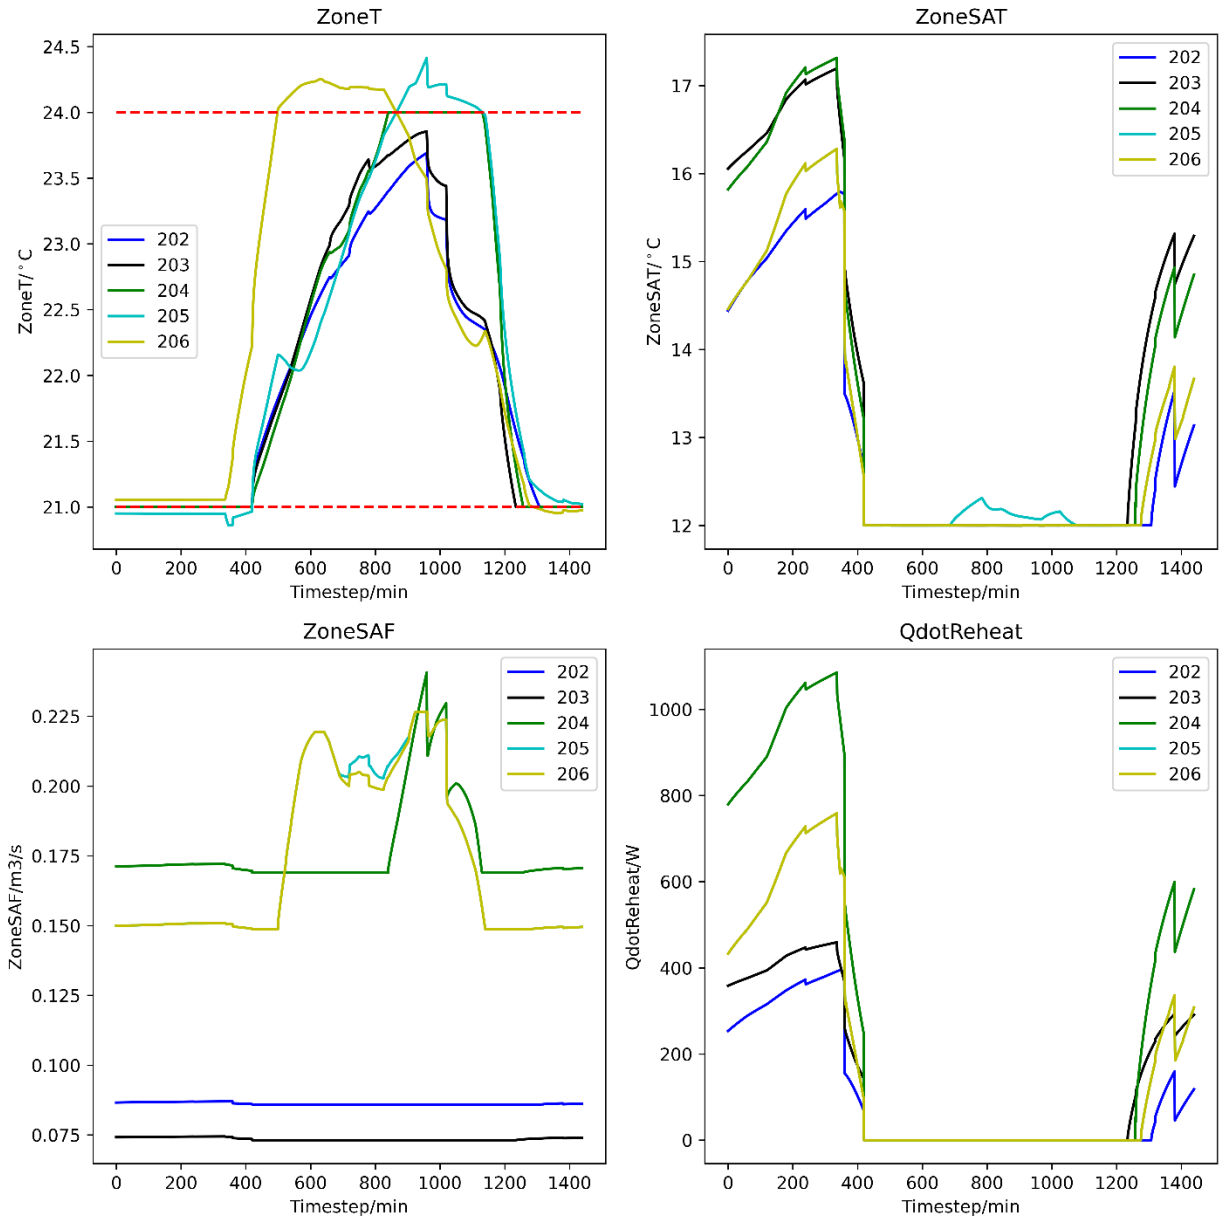 ZoneT
24.5
24.0
23.5
23.0
22.5
22.0
21.5
21.0
ZoneT/°C
202
203
204
205
206
0 200 400 600 800 1000 1200 1400
Timestep/min
ZoneSAT
17
16
15
14
13
12
ZoneSAT/°C
202
203
204
205
206
0 200 400 600 800 1000 1200 1400
Timestep/min
ZoneSAF
0.225
0.200
0.175
0.150
0.125
0.100
0.075
ZoneSAF/m3/s
202
203
204
205
206
0 200 400 600 800 1000 1200 1400
Timestep/min
QdotReheat
1000
800
600
400
200
0
QdotReheat/W
202
203
204
205
206
0 200 400 600 800 1000 1200 1400
Timestep/min